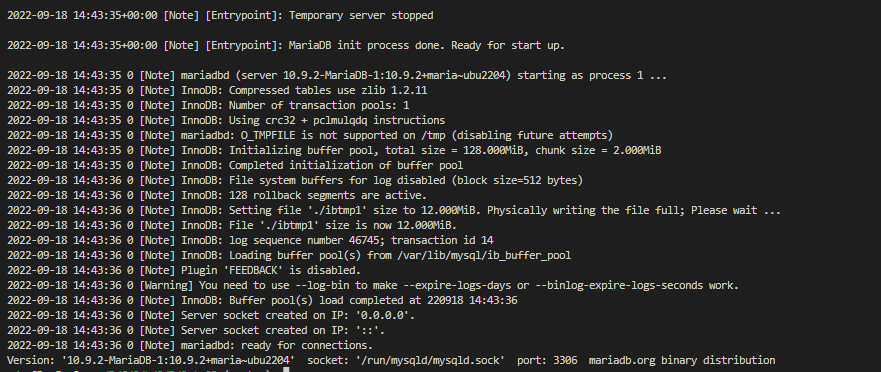 2022-09-18 14:43:35+00:00 [Note] [Entrypoint]: Temporary server stopped
2022-09-18 14:43:35+00:00 [Note] [Entrypoint]: MariaDB init process done. Ready for start up.
2022-09-18 14:43:35 0 [Note] mariadbd (server 10.9.2-MariaDB-1:10.9.2+maria~ubu2204) starting as process 1 ...
2022-09-18 14:43:35 0 [Note] InnoDB: Compressed tables use zlib 1.2.11
2022-09-18 14:43:35 0 [Note] InnoDB: Number of transaction pools: 1
2022-09-18 14:43:35 0 [Note] InnoDB: Using crc32 + pclmulqdq instructions
2022-09-18 14:43:35 0 [Note] mariadbd: O_TMPFILE is not supported on /tmp (disabling future attempts)
2022-09-18 14:43:35 0 [Note] InnoDB: Initializing buffer pool, total size = 128.000MiB, chunk size = 2.000MiB
2022-09-18 14:43:35 0 [Note] InnoDB: Completed initialization of buffer pool
2022-09-18 14:43:36 0 [Note] InnoDB: File system buffers for log disabled (block size=512 bytes)
2022-09-18 14:43:36 0 [Note] InnoDB: 128 rollback segments are active.
2022-09-18 14:43:36 0 [Note] InnoDB: Setting file './ibtmp1' size to 12.000MiB. Physically writing the file full; Please wait ...
2022-09-18 14:43:36 0 [Note] InnoDB: File './ibtmp1' size is now 12.000MiB.
2022-09-18 14:43:36 0 [Note] InnoDB: log sequence number 46745; transaction id 14
2022-09-18 14:43:36 0 [Note] InnoDB: Loading buffer pool(s) from /var/lib/mysql/ib_buffer_pool
2022-09-18 14:43:36 0 [Note] Plugin 'FEEDBACK' is disabled.
2022-09-18 14:43:36 0 [Warning] You need to use --log-bin to make --expire-logs-days or --binlog-expire-logs-seconds work.
2022-09-18 14:43:36 0 [Note] InnoDB: Buffer pool(s) load completed at 220918 14:43:36
2022-09-18 14:43:36 0 [Note] Server socket created on IP: '0.0.0.0'.
2022-09-18 14:43:36 0 [Note] Server socket created on IP: '::'.
2022-09-18 14:43:36 0 [Note] mariadbd: ready for connections.
Version: '10.9.2-MariaDB-1:10.9.2+maria~ubu2204'  socket: '/run/mysqld/mysqld.sock'  port: 3306  mariadb.org binary distribution